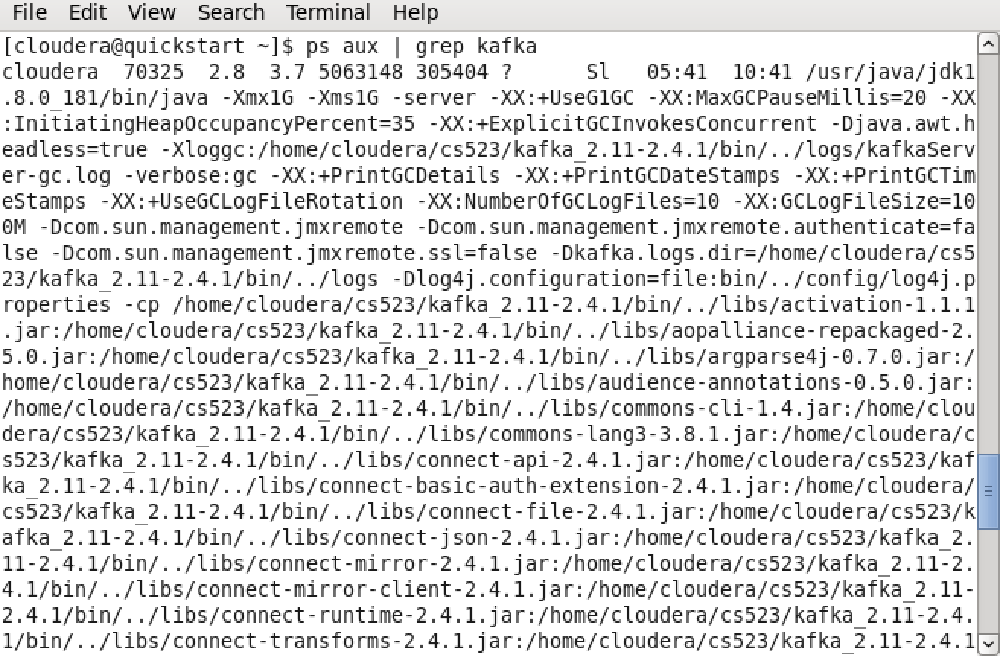 File Edit View Search Terminal Help
[cloudera@quickstart ~]$ ps aux | grep kafka
cloudera  70325  2.8  3.7 5063148 305404 ?      Sl   05:41  10:41 /usr/java/jdk1
.8.0_181/bin/java -Xmx1G -Xms1G -server -XX:+UseG1GC -XX:MaxGCPauseMillis=20 -XX
:InitiatingHeapOccupancyPercent=35 -XX:+ExplicitGCInvokesConcurrent -Djava.awt.h
eadless=true -Xloggc:/home/cloudera/cs523/kafka_2.11-2.4.1/bin/../logs/kafkaServ
er-gc.log -verbose:gc -XX:+PrintGCDetails -XX:+PrintGCDateStamps -XX:+PrintGCTim
eStamps -XX:+UseGCLogFileRotation -XX:NumberOfGCLogFiles=10 -XX:GCLogFileSize=10
0M -Dcom.sun.management.jmxremote -Dcom.sun.management.jmxremote.authenticate=fa
lse -Dcom.sun.management.jmxremote.ssl=false -Dkafka.logs.dir=/home/cloudera/cs5
23/kafka_2.11-2.4.1/bin/../logs -Dlog4j.configuration=file:bin/../config/log4j.p
roperties -cp /home/cloudera/cs523/kafka_2.11-2.4.1/bin/../libs/activation-1.1.1
.jar:/home/cloudera/cs523/kafka_2.11-2.4.1/bin/../libs/aopalliance-repackaged-2.
5.0.jar:/home/cloudera/cs523/kafka_2.11-2.4.1/bin/../libs/argparse4j-0.7.0.jar:/
home/cloudera/cs523/kafka_2.11-2.4.1/bin/../libs/audience-annotations-0.5.0.jar:
/home/cloudera/cs523/kafka_2.11-2.4.1/bin/../libs/commons-cli-1.4.jar:/home/clou
dera/cs523/kafka_2.11-2.4.1/bin/../libs/commons-lang3-3.8.1.jar:/home/cloudera/c
s523/kafka_2.11-2.4.1/bin/../libs/connect-api-2.4.1.jar:/home/cloudera/cs523/kaf
ka_2.11-2.4.1/bin/../libs/connect-basic-auth-extension-2.4.1.jar:/home/cloudera/
cs523/kafka_2.11-2.4.1/bin/../libs/connect-file-2.4.1.jar:/home/cloudera/cs523/k
afka_2.11-2.4.1/bin/../libs/connect-json-2.4.1.jar:/home/cloudera/cs523/kafka_2.
11-2.4.1/bin/../libs/connect-mirror-2.4.1.jar:/home/cloudera/cs523/kafka_2.11-2.
4.1/bin/../libs/connect-mirror-client-2.4.1.jar:/home/cloudera/cs523/kafka_2.11-
2.4.1/bin/../libs/connect-runtime-2.4.1.jar:/home/cloudera/cs523/kafka_2.11-2.4.
1/bin/../libs/connect-transforms-2.4.1.jar:/home/cloudera/cs523/kafka_2.11-2.4.1